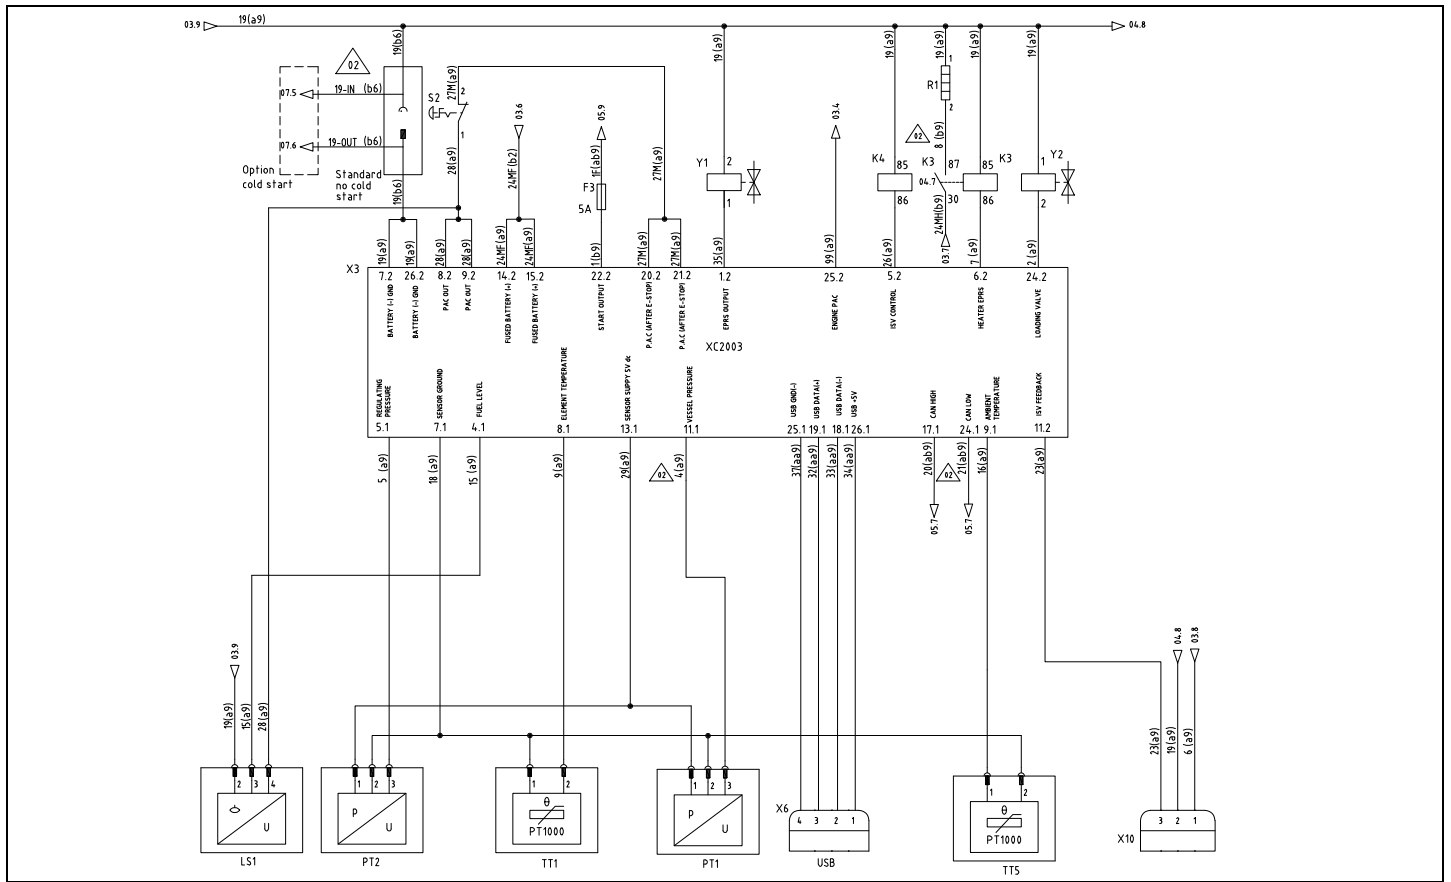 03.9
19(a9)
04.8
19(b6)
19(a9)
19(a9)
19(a9)
19(a9)
19(a9)
02
07.5
19-IN (b6)
S2
27M(a9)
2
1
03.6
05.9
03.4
R1
1
2
07.6
19-OUT (b6)
02
8 (b9)
Option
cold start
Standard
no cold
start
19(b6)
28(a9)
24MF(b2)
1F(ab9)
F3
5A
27M(a9)
Y1
2
1
K4
85
86
K3
04.7
87
30
85
86
K3
1
Y2
2
24MH(b9)
03.7
19(a9)
19(a9)
28(a9)
28(a9)
24MF(a9)
24MF(a9)
1(b9)
27M(a9)
27M(a9)
35(a9)
99 (a9)
26(a9)
7 (a9)
2 (a9)
X3
7.2
26.2
8.2
9.2
14.2
15.2
22.2
20.2
21.2
1.2
25.2
5.2
6.2
24.2
BATTERY (-) GND
BATTERY (-) GND
PAC OUT
PAC OUT
FUSED BATTERY (+)
FUSED BATTERY (+)
START OUTPUT
P.A.C (AFTER E-STOP)
P.A.C (AFTER E-STOP)
EPRS OUTPUT
ENGINE PAC
ISV CONTROL
HEATER EPRS
LOADING VALVE
XC2003
REGULATING
PRESSURE
SENSOR GROUND
FUEL LEVEL
ELEMENT TEMPERATURE
SENSOR SUPPY 5V dc
VESSEL PRESSURE
USB GND(-)
USB DATA(+)
USB DATA(-)
USB +5V
CAN HIGH
CAN LOW
AMBIENT
TEMPERATURE
ISV FEEDBACK
5.1
7.1
4.1
8.1
13.1
11.1
25.1
19.1
18.1
26.1
17.1
24.1
9.1
11.2
5 (a9)
18 (a9)
15 (a9)
9(a9)
29(a9)
02
4(a9)
37(aa9)
32(aa9)
33(aa9)
34(aa9)
20(ab9)
02
21(ab9)
16(a9)
23(a9)
05.7
05.7
03.9
04.8
03.8
19(a9)
15(a9)
28(a9)
23(a9)
19(a9)
6 (a9)
2
3
4
1
2
3
1
2
1
2
3
1
2
U
P
U
θ
PT1000
P
U
X6
4
3
2
1
θ
PT1000
X10
3
2
1
LS1
PT2
TT1
PT1
USB
TT5